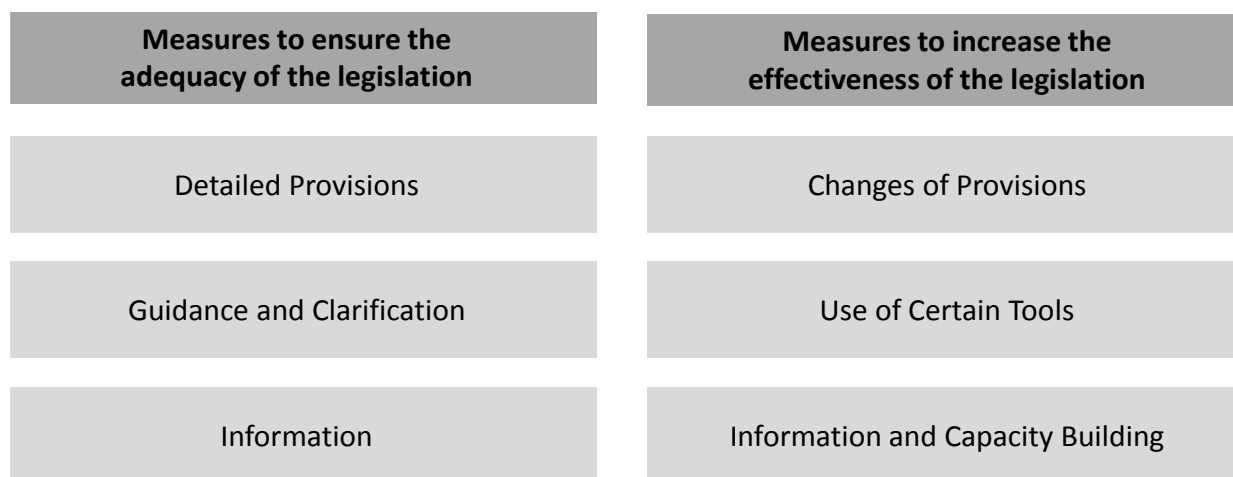 Measures to ensure the
adequacy of the legislation
Detailed Provisions
Guidance and Clarification
Information
Measures to increase the
effectiveness of the legislation
Changes of Provisions
Use of Certain Tools
Information and Capacity Building